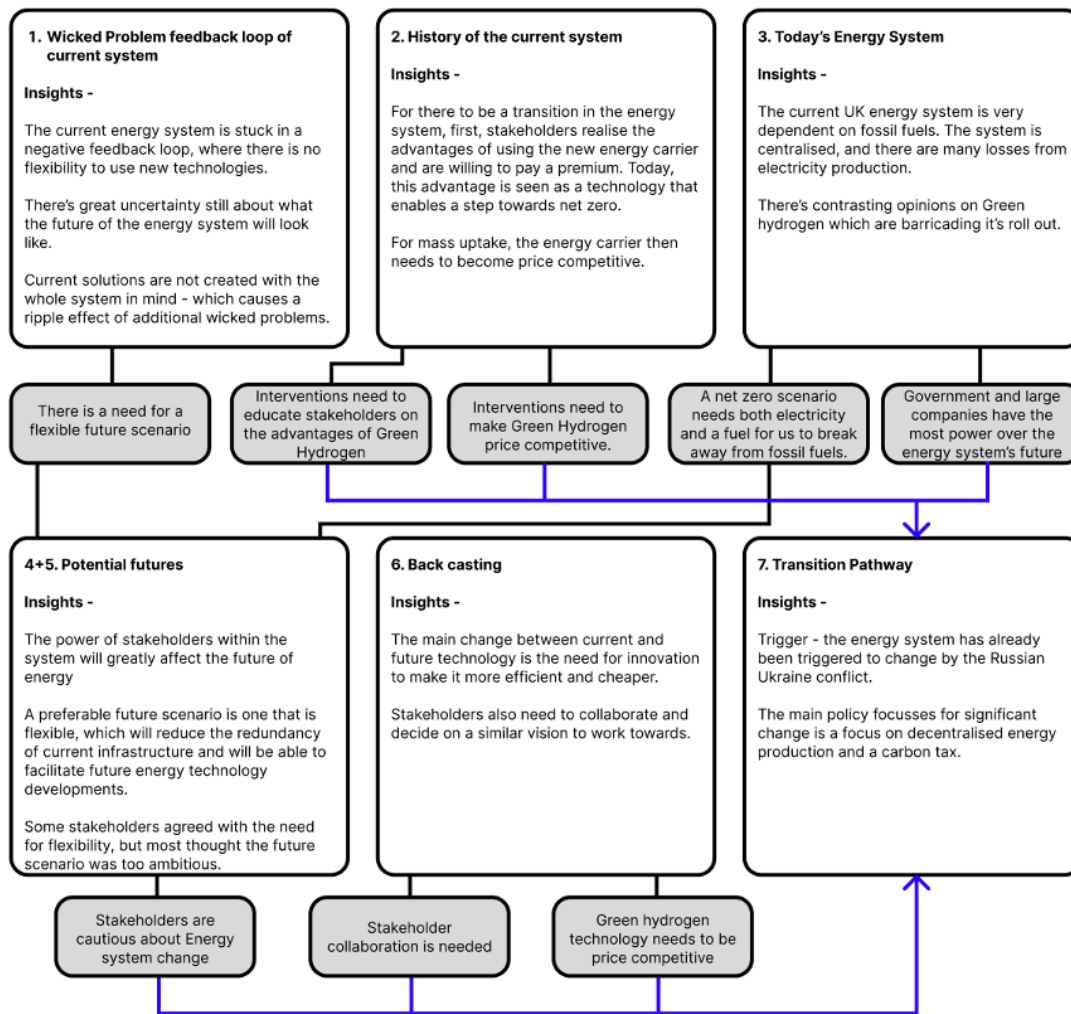 1. Wicked Problem feedback loop of
current system
Insights -
The current energy system is stuck in a
negative feedback loop, where there is no
flexibility to use new technologies.
There's great uncertainty still about what
the future of the energy system will look
like.
Current solutions are not created with the
whole system in mind - which causes a
ripple effect of additional wicked problems.
2. History of the current system
Insights -
For there to be a transition in the energy
system, first, stakeholders realise the
advantages of using the new energy carrier
and are willing to pay a premium. Today,
this advantage is seen as a technology that
enables a step towards net zero.
For mass uptake, the energy carrier then
needs to become price competitive.
3. Today's Energy System
Insights -
The current UK energy system is very
dependent on fossil fuels. The system is
centralised, and there are many losses from
electricity production.
There's contrasting opinions on Green
hydrogen which are barricading it's roll out.
There is a need for a
flexible future scenario
Interventions need to
educate stakeholders on
the advantages of Green
Hydrogen
Interventions need to
make Green Hydrogen
price competitive.
A net zero scenario
needs both electricity
and a fuel for us to break
away from fossil fuels.
Government and large
companies have the
most power over the
energy system's future
4+5. Potential futures
Insights -
The power of stakeholders within the
system will greatly affect the future of
energy
A preferable future scenario is one that is
flexible, which will reduce the redundancy
of current infrastructure and will be able to
facilitate future energy technology
developments.
Some stakeholders agreed with the need
for flexibility, but most thought the future
scenario was too ambitious.
6. Back casting
Insights -
The main change between current and
future technology is the need for innovation
to make it more efficient and cheaper.
Stakeholders also need to collaborate and
decide on a similar vision to work towards.
7. Transition Pathway
Insights -
Trigger - the energy system has already
been triggered to change by the Russian
Ukraine conflict.
The main policy focusses for significant
change is a focus on decentralised energy
production and a carbon tax.
Stakeholders are
cautious about Energy
system change
Stakeholder
collaboration is needed
Green hydrogen
technology needs to be
price competitive